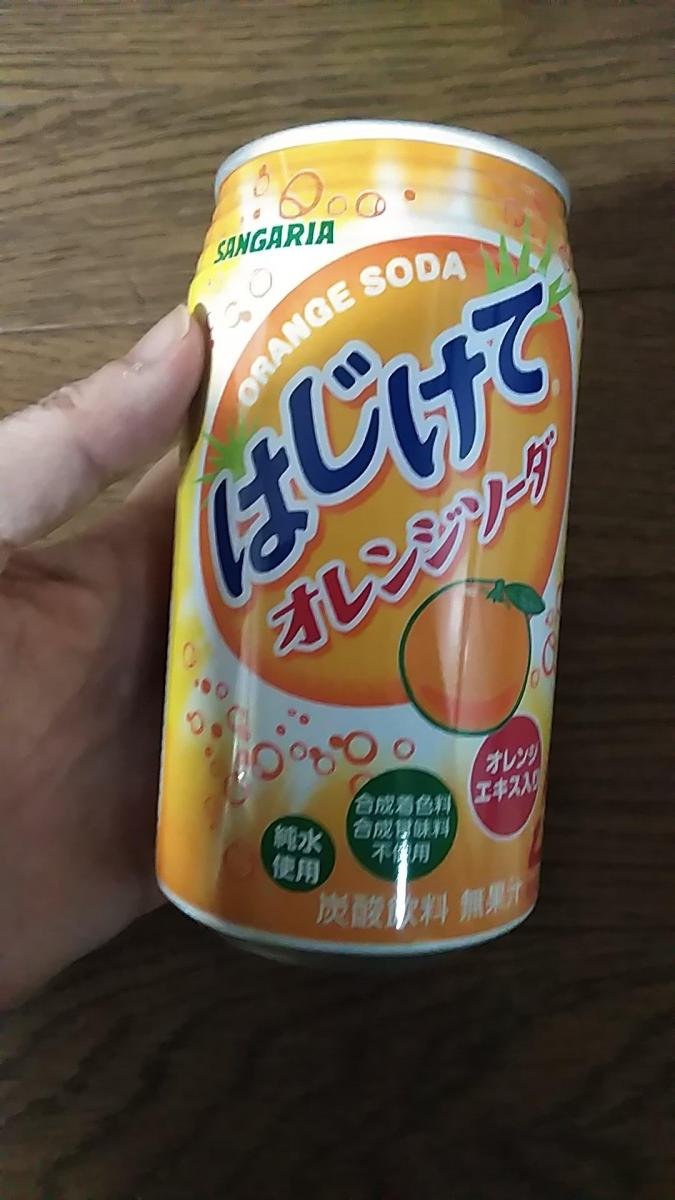 SANGARIA
ORANGE SODA
はじけて
オレンジソーダ
オレンジ
エキス入り
合成着色料
合成甘味料
不使用
純水
使用
炭酸飲料 無果汁